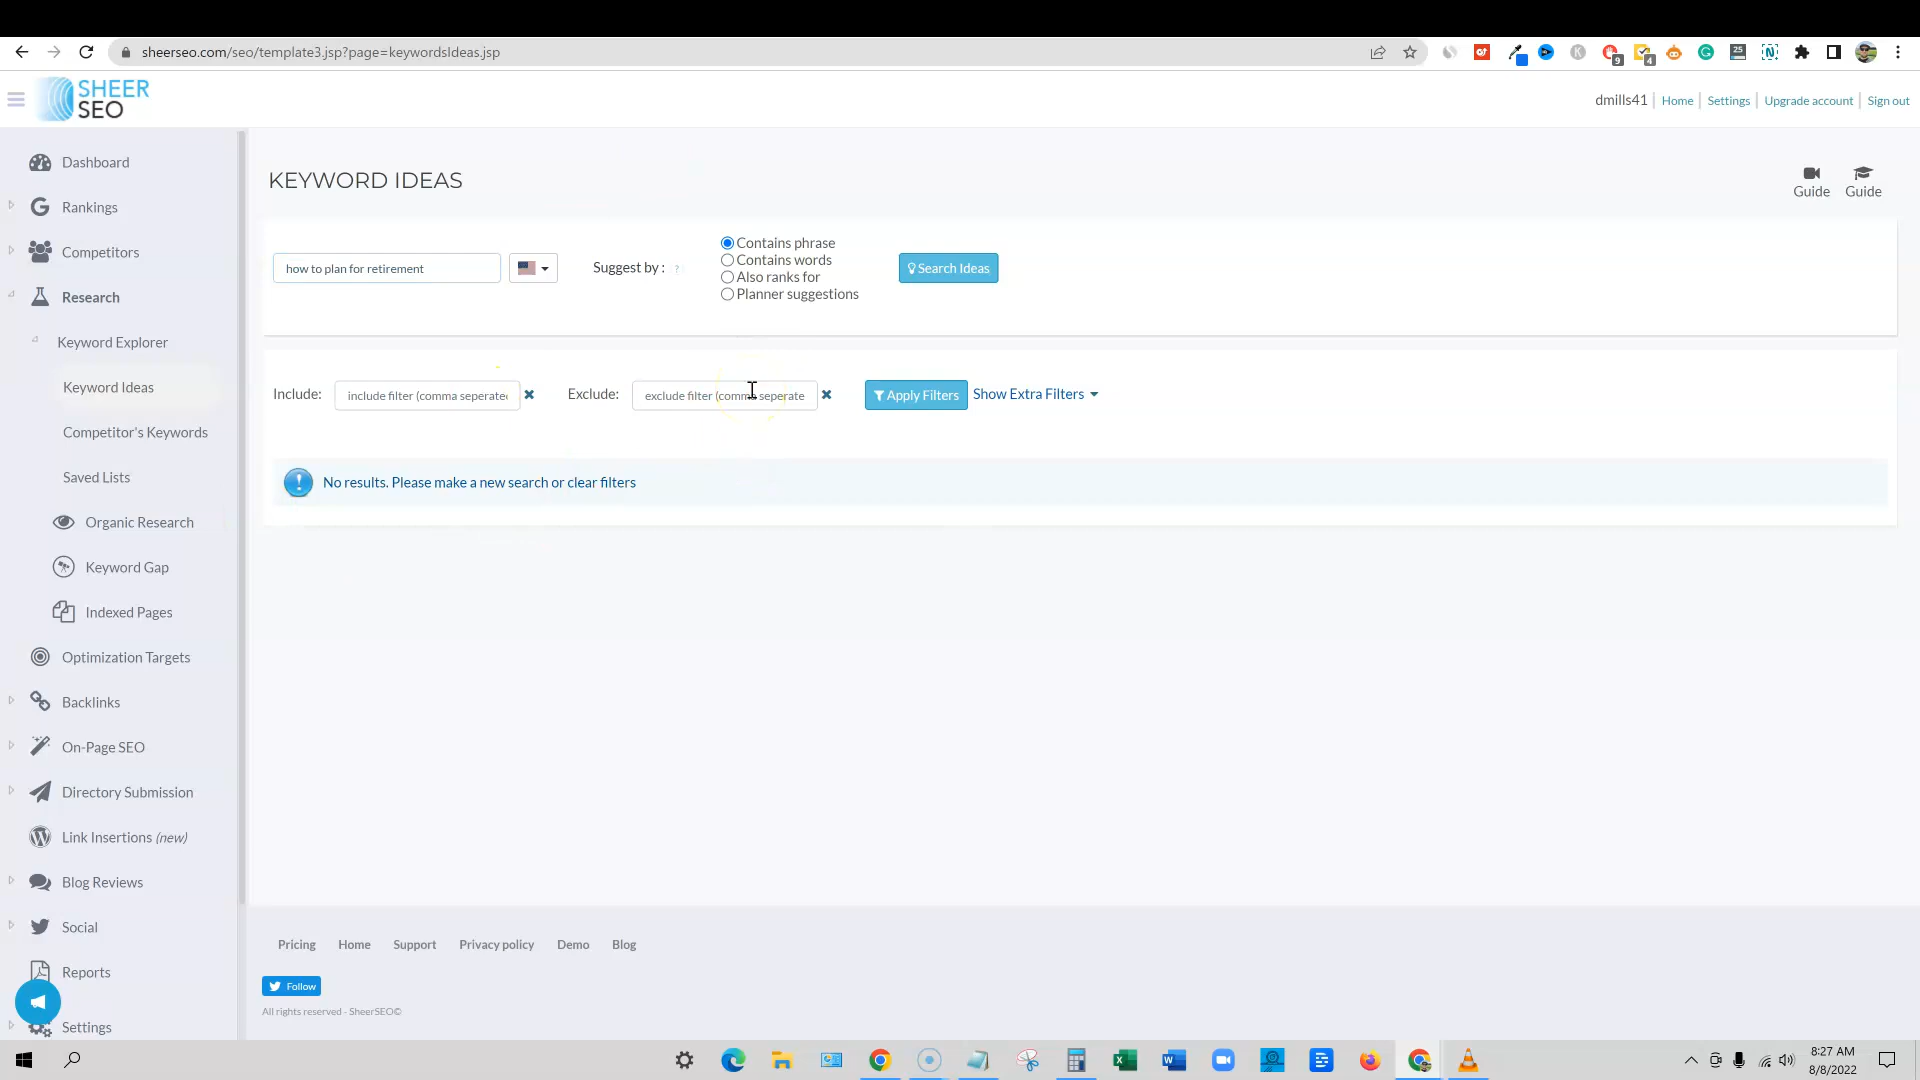 sheerseo.com/seo/template3.jsp?page=keywordsIdeas.jsp
9
4
25
N
K
SHEER
SEO
dmills41 | Home | Settings | Upgrade account | Sign out
Dashboard
Rankings
Competitors
Research
Keyword Explorer
Keyword Ideas
Competitor's Keywords
Saved Lists
Organic Research
Keyword Gap
Indexed Pages
Optimization Targets
Backlinks
On-Page SEO
Directory Submission
Link Insertions (new)
Blog Reviews
Social
Reports
Settings
KEYWORD IDEAS
Guide
Guide
how to plan for retirement
Suggest by : ?
Contains phrase
Contains words
Also ranks for
Planner suggestions
Search Ideas
Include: include filter (comma seperated
Exclude: exclude filter (comma seperate
Apply Filters
Show Extra Filters
No results. Please make a new search or clear filters
Pricing Home Support Privacy policy Demo Blog
Follow
All rights reserved - SheerSEO©
8:27 AM
8/8/2022